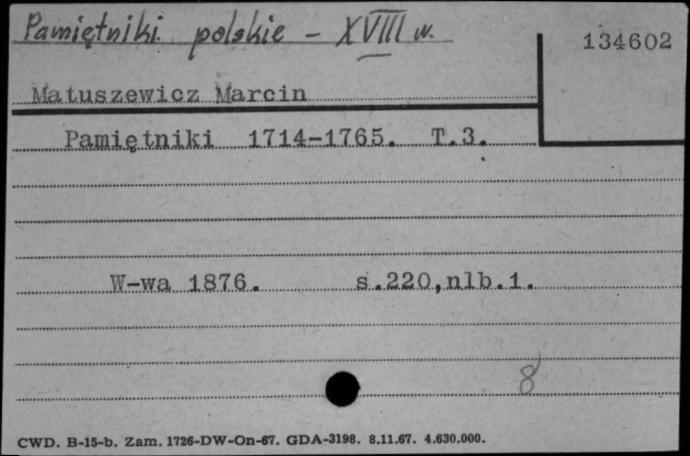 Pamiętniki polskie - XVIII w.
134602
Matuszewicz Marcin
Pamiętniki 1714-1765. T.3.
W-wa 1876. s.220,nlb.1.
8
CWD. B-15-b. Zam. 1726-DW-On-67. GDA-3198. 8.11.67. 4.630.000.